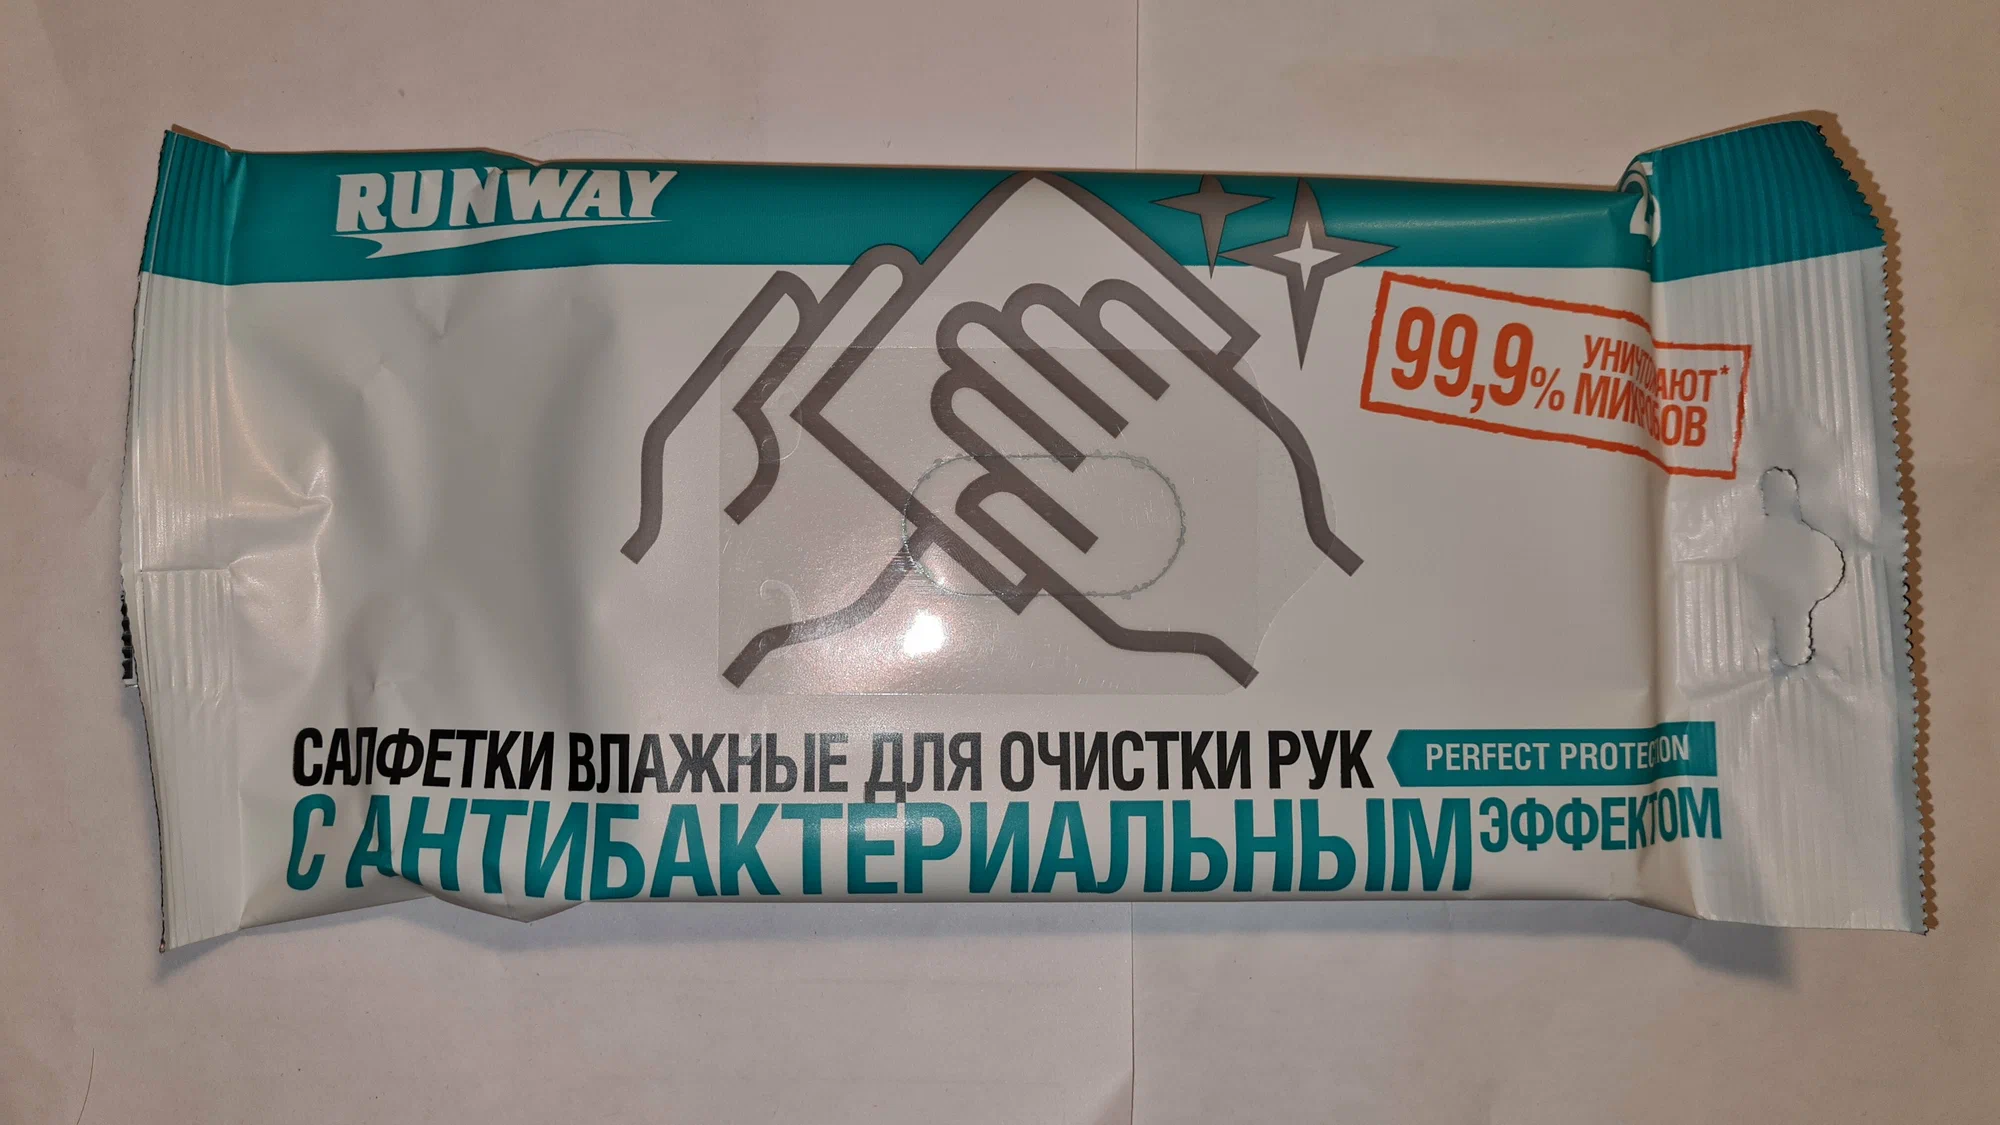 RUNWAY
99,9% УНИЧТОЖАЮТ*
МИКРОБОВ
САЛФЕТКИ ВЛАЖНЫЕ ДЛЯ ОЧИСТКИ РУК
PERFECT PROTECTION
С АНТИБАКТЕРИАЛЬНЫМ ЭФФЕКТОМ